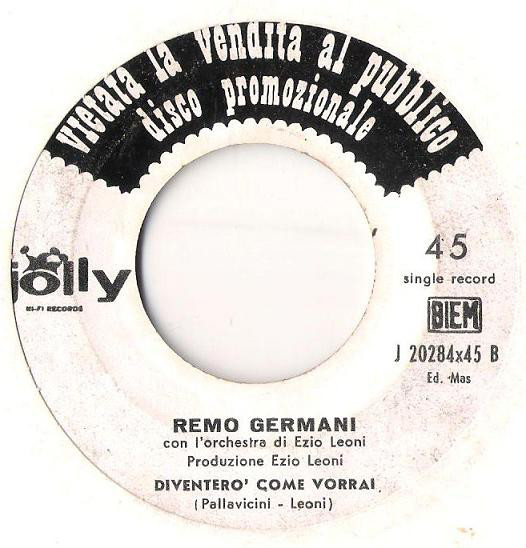 vietata la vendita al pubblico
disco promozionale
jolly
HI-FI RECORDS
45
single record
BIEM
J 20284x45 B
Ed. Mas
REMO GERMANI
con l'orchestra di Ezio Leoni
Produzione Ezio Leoni
DIVENTERO' COME VORRAI
(Pallavicini - Leoni)